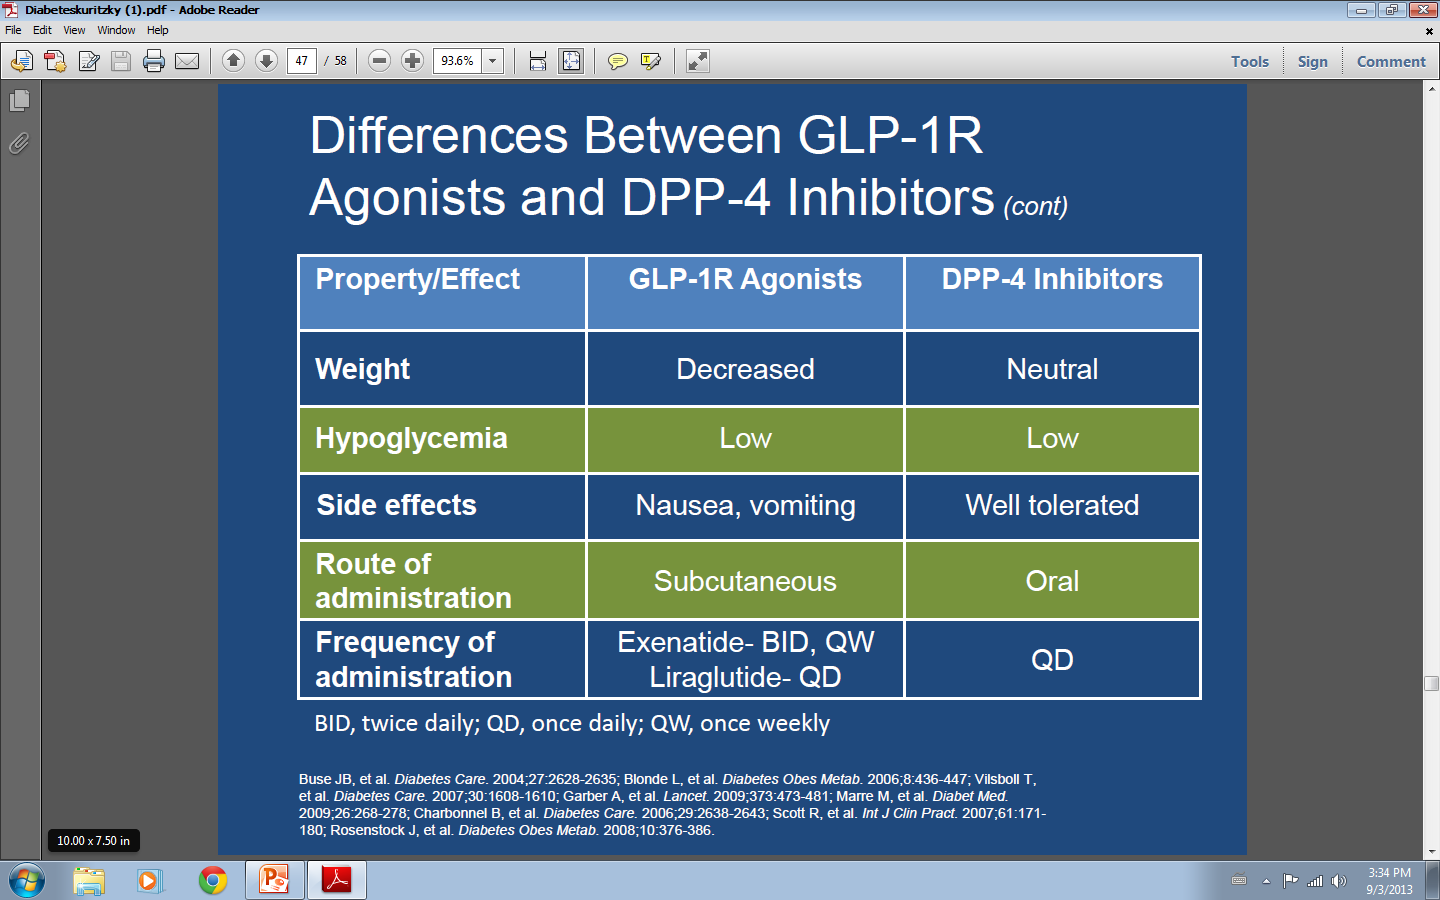 Diabeteskuritzky (1).pdf - Adobe Reader
File Edit View Window Help
47 / 58 93.6% Tools Sign Comment
Differences Between GLP-1R
Agonists and DPP-4 Inhibitors (cont)
Property/Effect GLP-1R Agonists DPP-4 Inhibitors
Weight Decreased Neutral
Hypoglycemia Low Low
Side effects Nausea, vomiting Well tolerated
Route of
administration Subcutaneous Oral
Frequency of Exenatide- BID, QW
administration Liraglutide- QD QD
BID, twice daily; QD, once daily; QW, once weekly
Buse JB, et al. Diabetes Care. 2004;27:2628-2635; Blonde L, et al. Diabetes Obes Metab. 2006;8:436-447; Vilsboll T,
et al. Diabetes Care. 2007;30:1608-1610; Garber A, et al. Lancet. 2009;373:473-481; Marre M, et al. Diabet Med.
2009;26:268-278; Charbonnel B, et al. Diabetes Care. 2006;29:2638-2643; Scott R, et al. Int J Clin Pract. 2007;61:171-
180; Rosenstock J, et al. Diabetes Obes Metab. 2008;10:376-386.
10.00 x 7.50 in
3:34 PM
9/3/2013